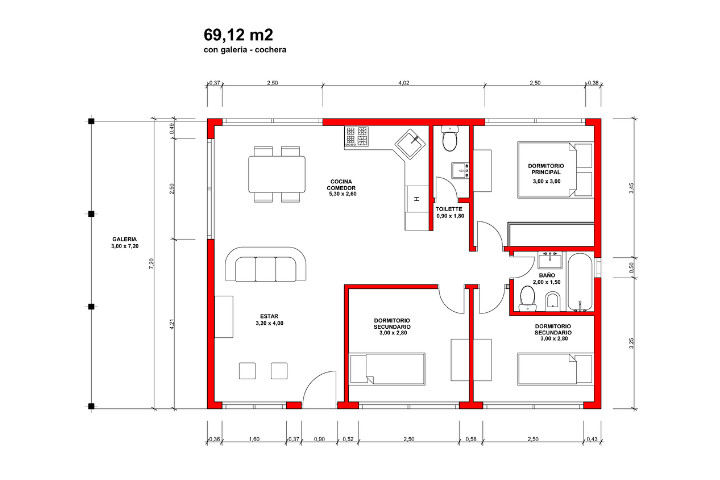 69,12 m2
con galeria - cochera
0,37
2,50
4,02
2,50
0,38
0,49
2,50
4,21
7,20
GALERIA
3,00 x 7,20
COCINA
COMEDOR
5,30 x 2,60
H
TOILETTE
0,90 x 1,80
DORMITORIO
PRINCIPAL
3,00 x 3,00
BAÑO
2,00 x 1,50
ESTAR
3,20 x 4,00
DORMITORIO
SECUNDARIO
3,00 x 2,80
DORMITORIO
SECUNDARIO
3,00 x 2,80
3,45
0,50
3,25
0,36
1,60
0,37
0,90
0,52
2,50
0,58
2,50
0,43